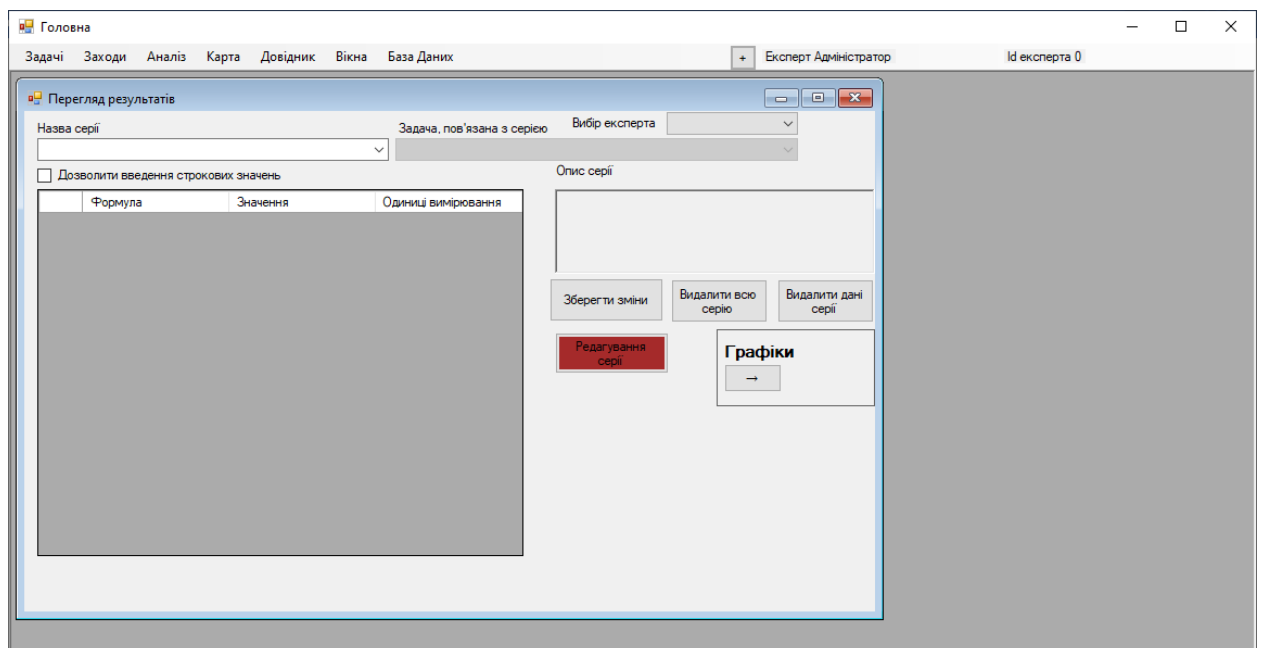 Головна
Задачі Заходи Аналіз Карта Довідник Вікна База Даних + Експерт Адміністратор Id експерта 0
Перегляд результатів
Назва серії Задача, пов'язана з серією Вибір експерта
Дозволити введення строкових значень Опис серії
Формула Значення Одиниці вимірювання
Зберегти зміни
Видалити всю
серію
Видалити дані
серії
Редагування
серії
Графіки
→